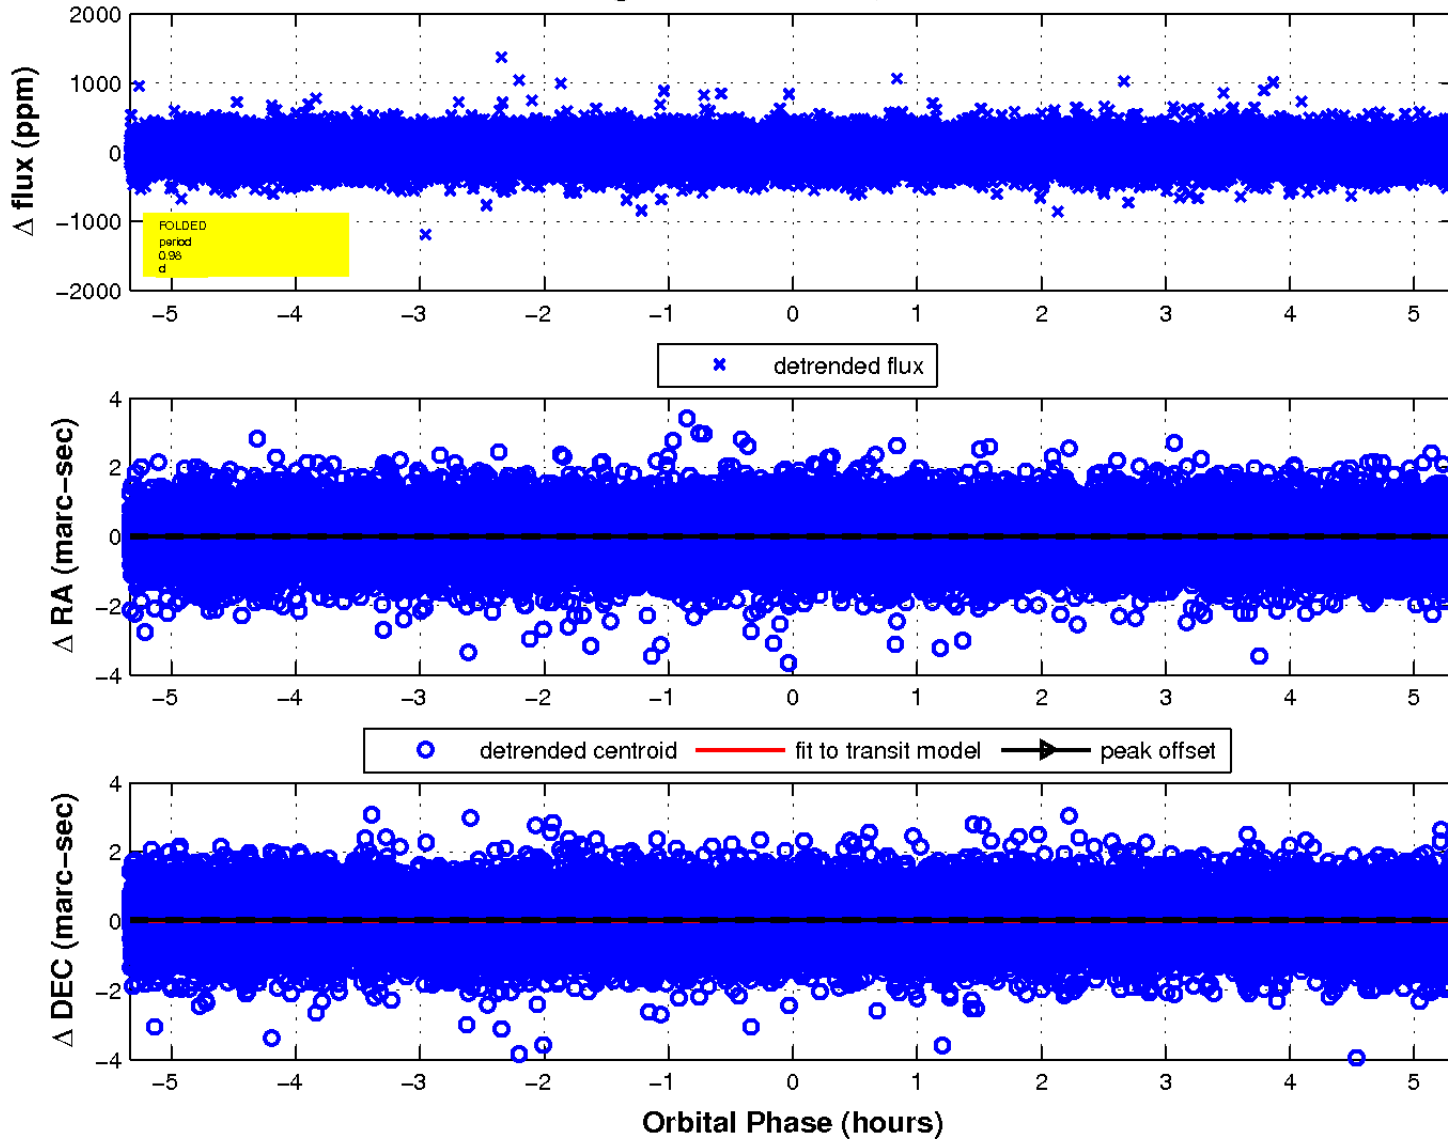 2000
1000
0
−1000
−2000
Δ flux (ppm)
FOLDED
period
0.98
d
−5 −4 −3 −2 −1 0 1 2 3 4 5
detrended flux
4
2
0
−2
−4
Δ RA (marc−sec)
−5 −4 −3 −2 −1 0 1 2 3 4 5
detrended centroid fit to transit model peak offset
4
2
0
−2
−4
Δ DEC (marc−sec)
−5 −4 −3 −2 −1 0 1 2 3 4 5
Orbital Phase (hours)